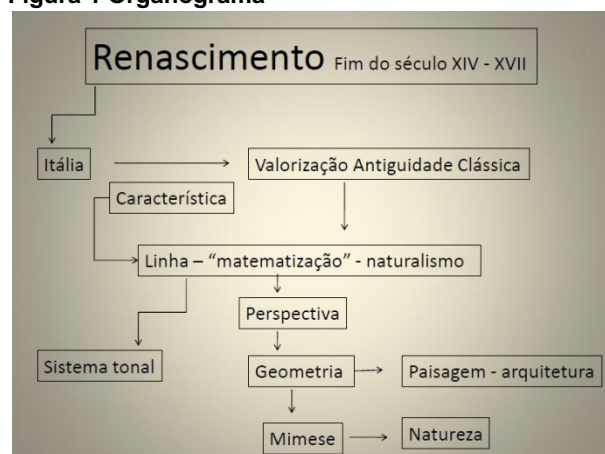 Figura 1 Organograma
Renascimento Fim do século XIV - XVII
Itália
Valorização Antiguidade Clássica
Característica
Linha – “matematização” - naturalismo
Perspectiva
Sistema tonal
Geometria
Paisagem - arquitetura
Mimese
Natureza